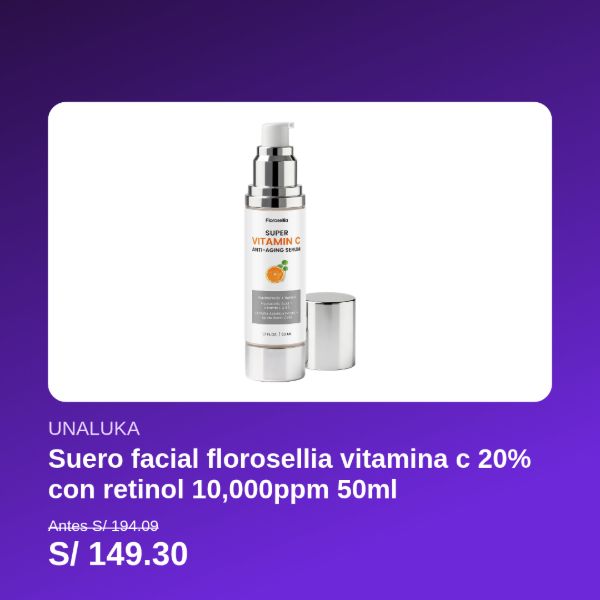 Florosellia
SUPER
VITAMIN C
ANTI-AGING SERUM
UNALUKA
Suero facial florosellia vitamina c 20%
con retinol 10,000ppm 50ml
Antes S/ 194.09
S/ 149.30